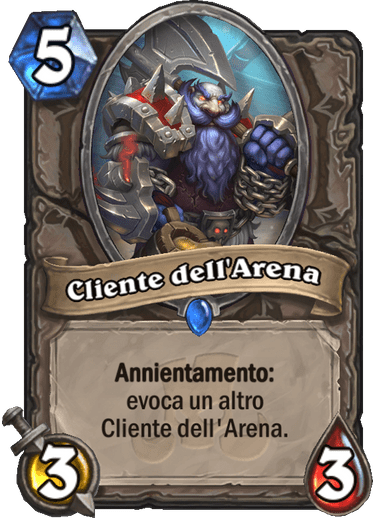 5
Cliente dell'Arena
Annientamento:
evoca un altro
Cliente dell'Arena.
3
3